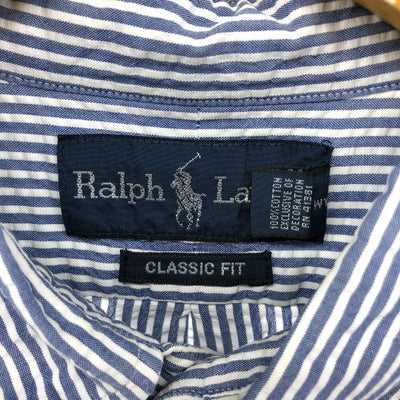 Ralph La
100% COTTON
EXCLUSIVE OF
DECORATION
RN 41381
CLASSIC FIT